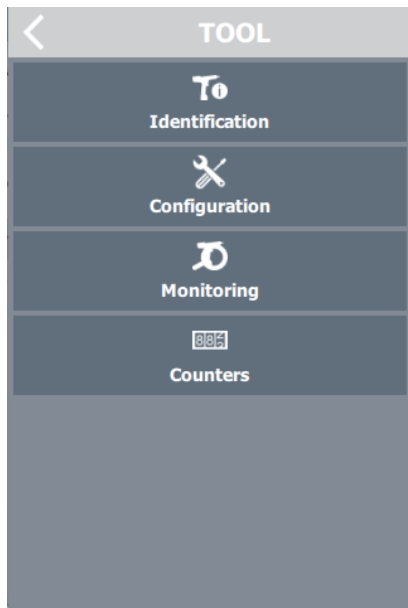 TOOL
Identification
Configuration
Monitoring
Counters